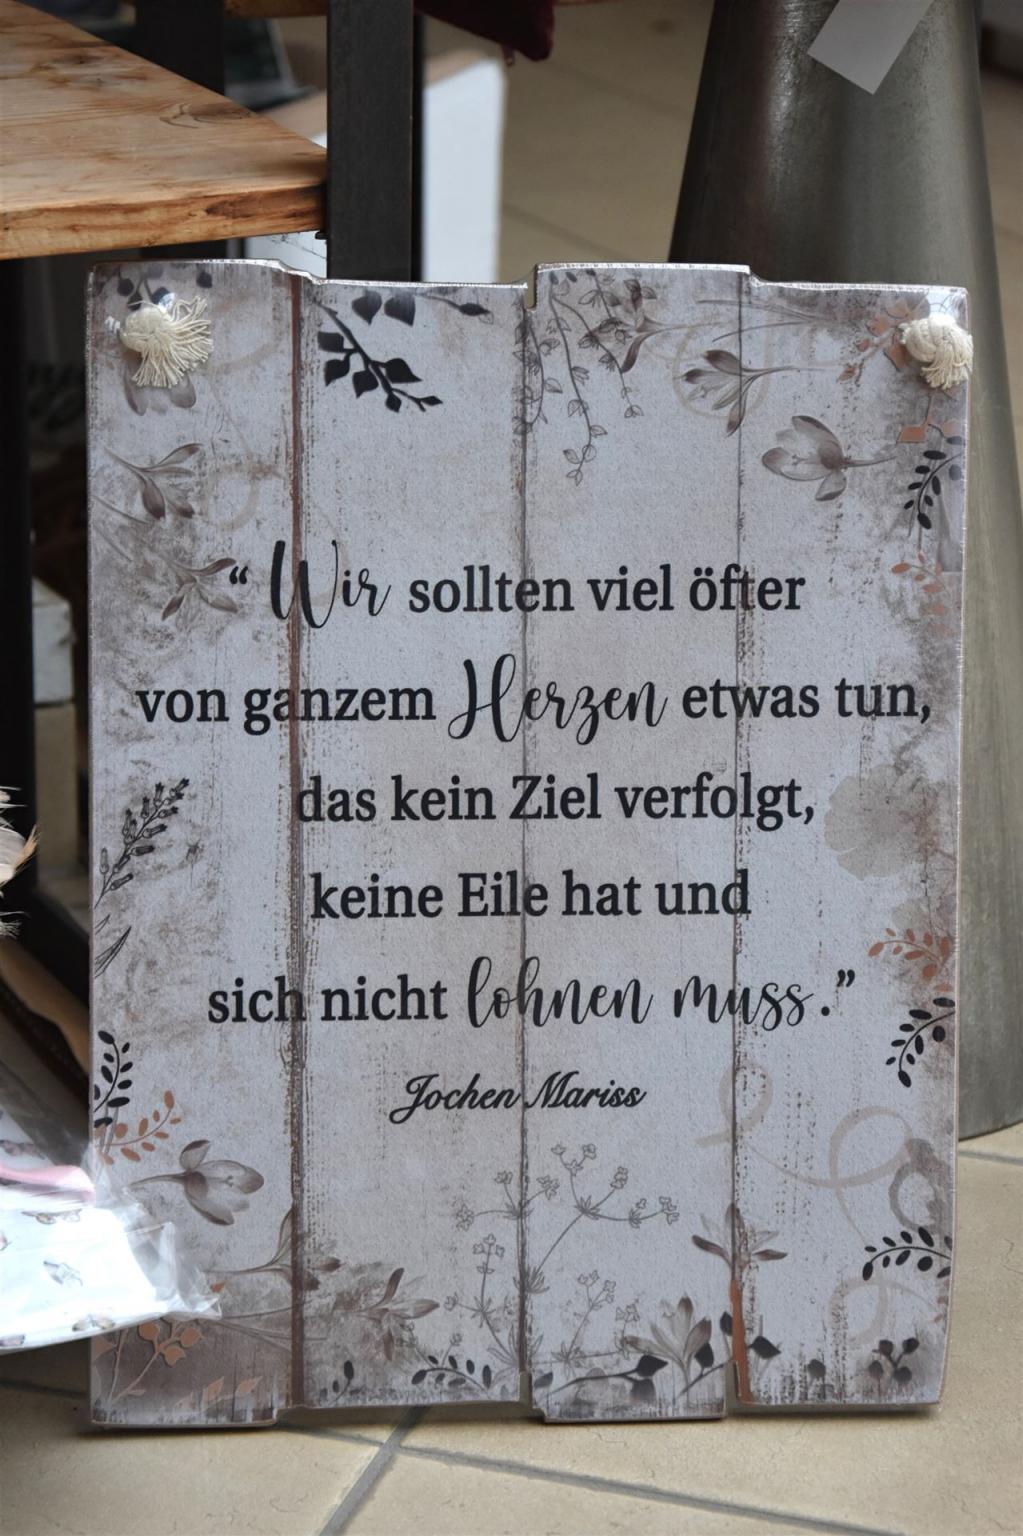 “Wir sollten viel öfter
von ganzem Herzen etwas tun,
das kein Ziel verfolgt,
keine Eile hat und
sich nicht lohnen muss.”
Jochen Mariss